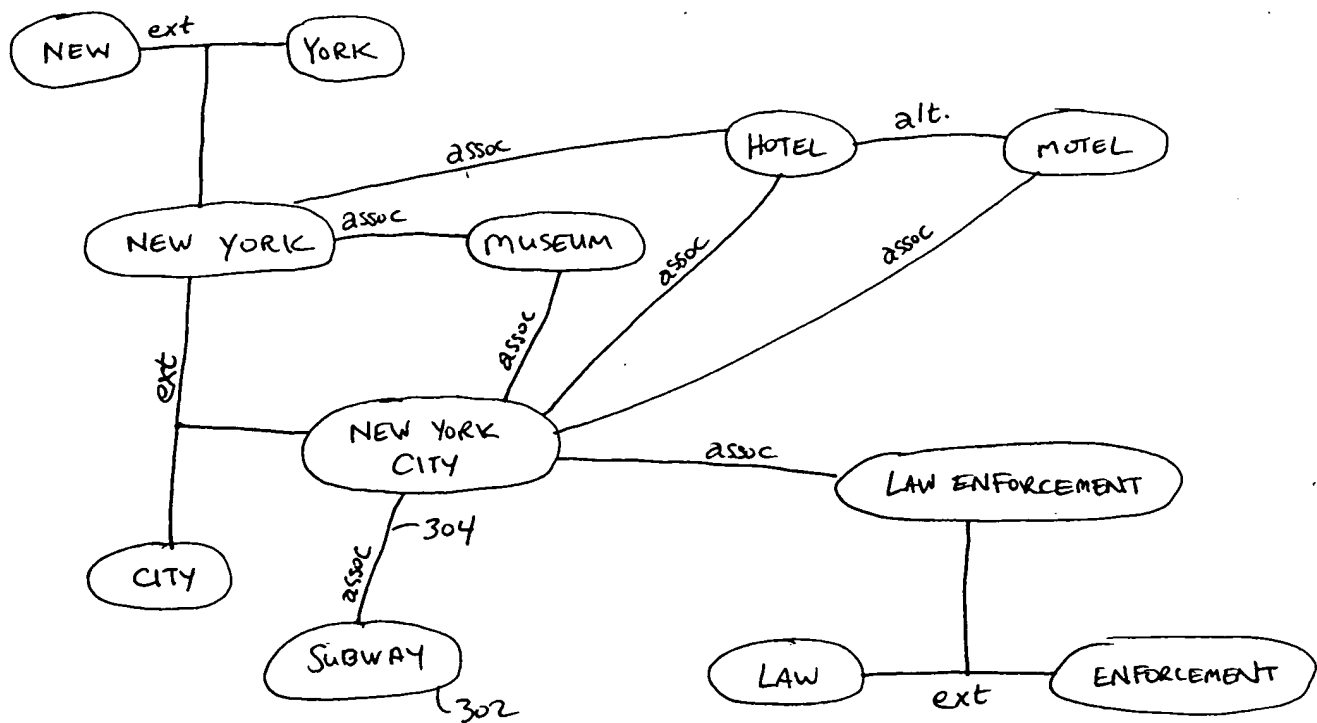 ext
NEW
YORK
alt.
HOTEL
MOTEL
assoc
assoc
NEW YORK
MUSEUM
assoc
assoc
assoc
ext
NEW YORK
CITY
assoc
LAW ENFORCEMENT
304
CITY
assoc
SUBWAY
LAW
ENFORCEMENT
ext
302